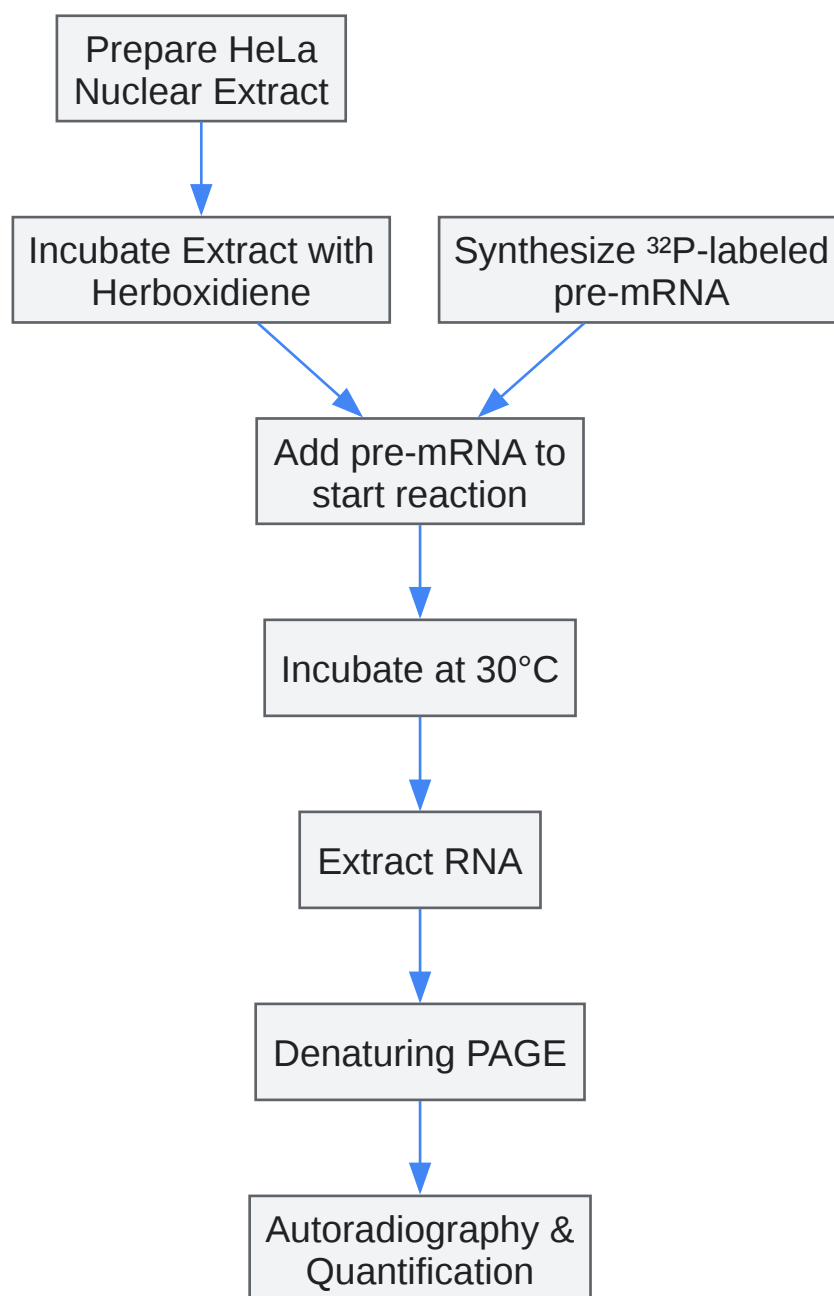 Prepare HeLa
Nuclear Extract
Incubate Extract with
Herboxidiene
Synthesize ³²P-labeled
pre-mRNA
Add pre-mRNA to
start reaction
Incubate at 30°C
Extract RNA
Denaturing PAGE
Autoradiography &
Quantification